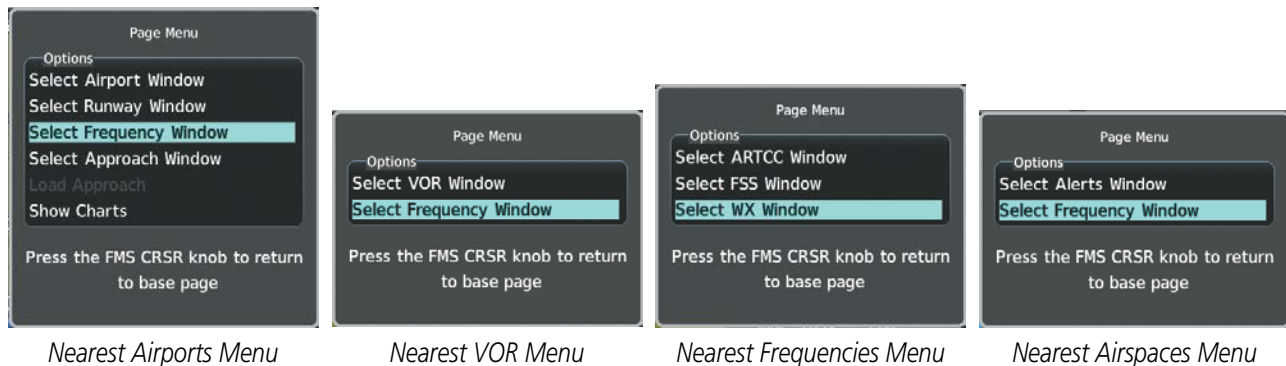 Page Menu
Options
Select Airport Window
Select Runway Window
Select Frequency Window
Select Approach Window
Load Approach
Show Charts
Press the FMS CRSR knob to return
to base page
Nearest Airports Menu
Page Menu
Options
Select VOR Window
Select Frequency Window
Press the FMS CRSR knob to return
to base page
Nearest VOR Menu
Page Menu
Options
Select ARTCC Window
Select FSS Window
Select WX Window
Press the FMS CRSR knob to return
to base page
Nearest Frequencies Menu
Page Menu
Options
Select Alerts Window
Select Frequency Window
Press the FMS CRSR knob to return
to base page
Nearest Airspaces Menu